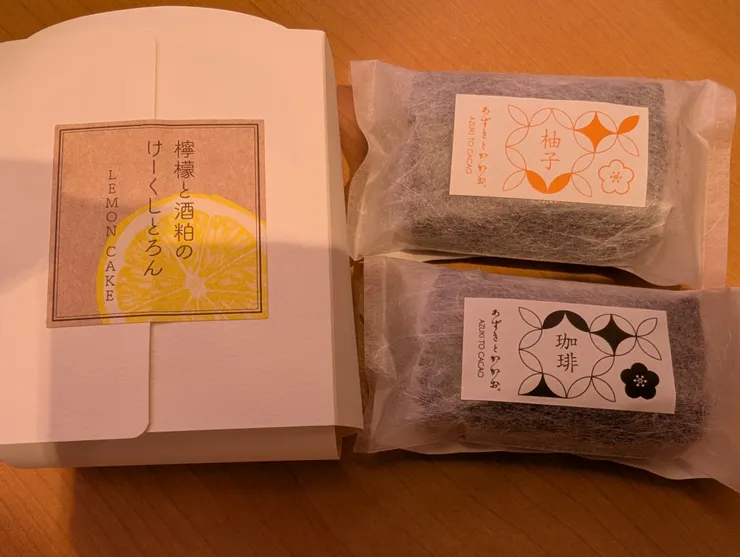 檸檬と酒粕の
けーくしとろん
LEMON CAKE
あずきとかかお。
AZUKI TO CACAO
柚子
あずきとかかお。
AZUKI TO CACAO
珈琲